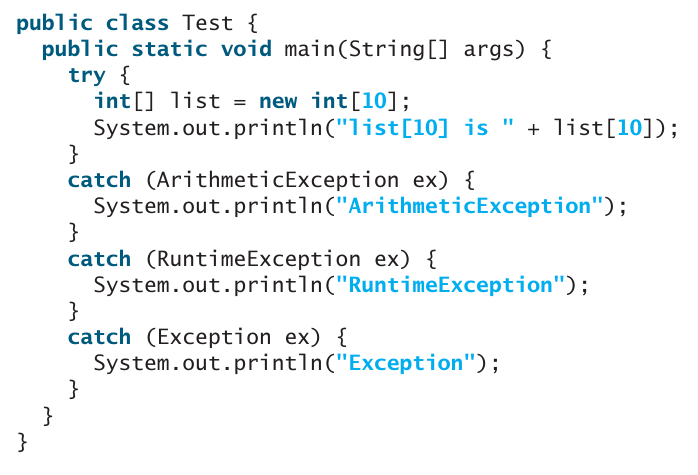 public class Test {
  public static void main(String[] args) {
    try {
      int[] list = new int[10];
      System.out.println("list[10] is " + list[10]);
    }
    catch (ArithmeticException ex) {
      System.out.println("ArithmeticException");
    }
    catch (RuntimeException ex) {
      System.out.println("RuntimeException");
    }
    catch (Exception ex) {
      System.out.println("Exception");
    }
  }
}